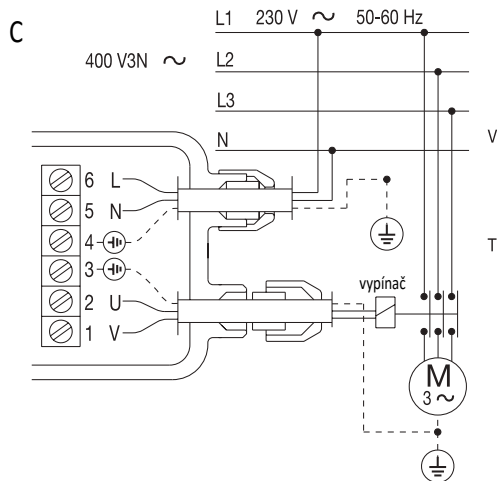 C
L1 230 V ~ 50-60 Hz
400 V3N ~ L2
L3
N
V
6 L
5 N
4
3
2 U
1 V
T
vypínač
M
3 ~